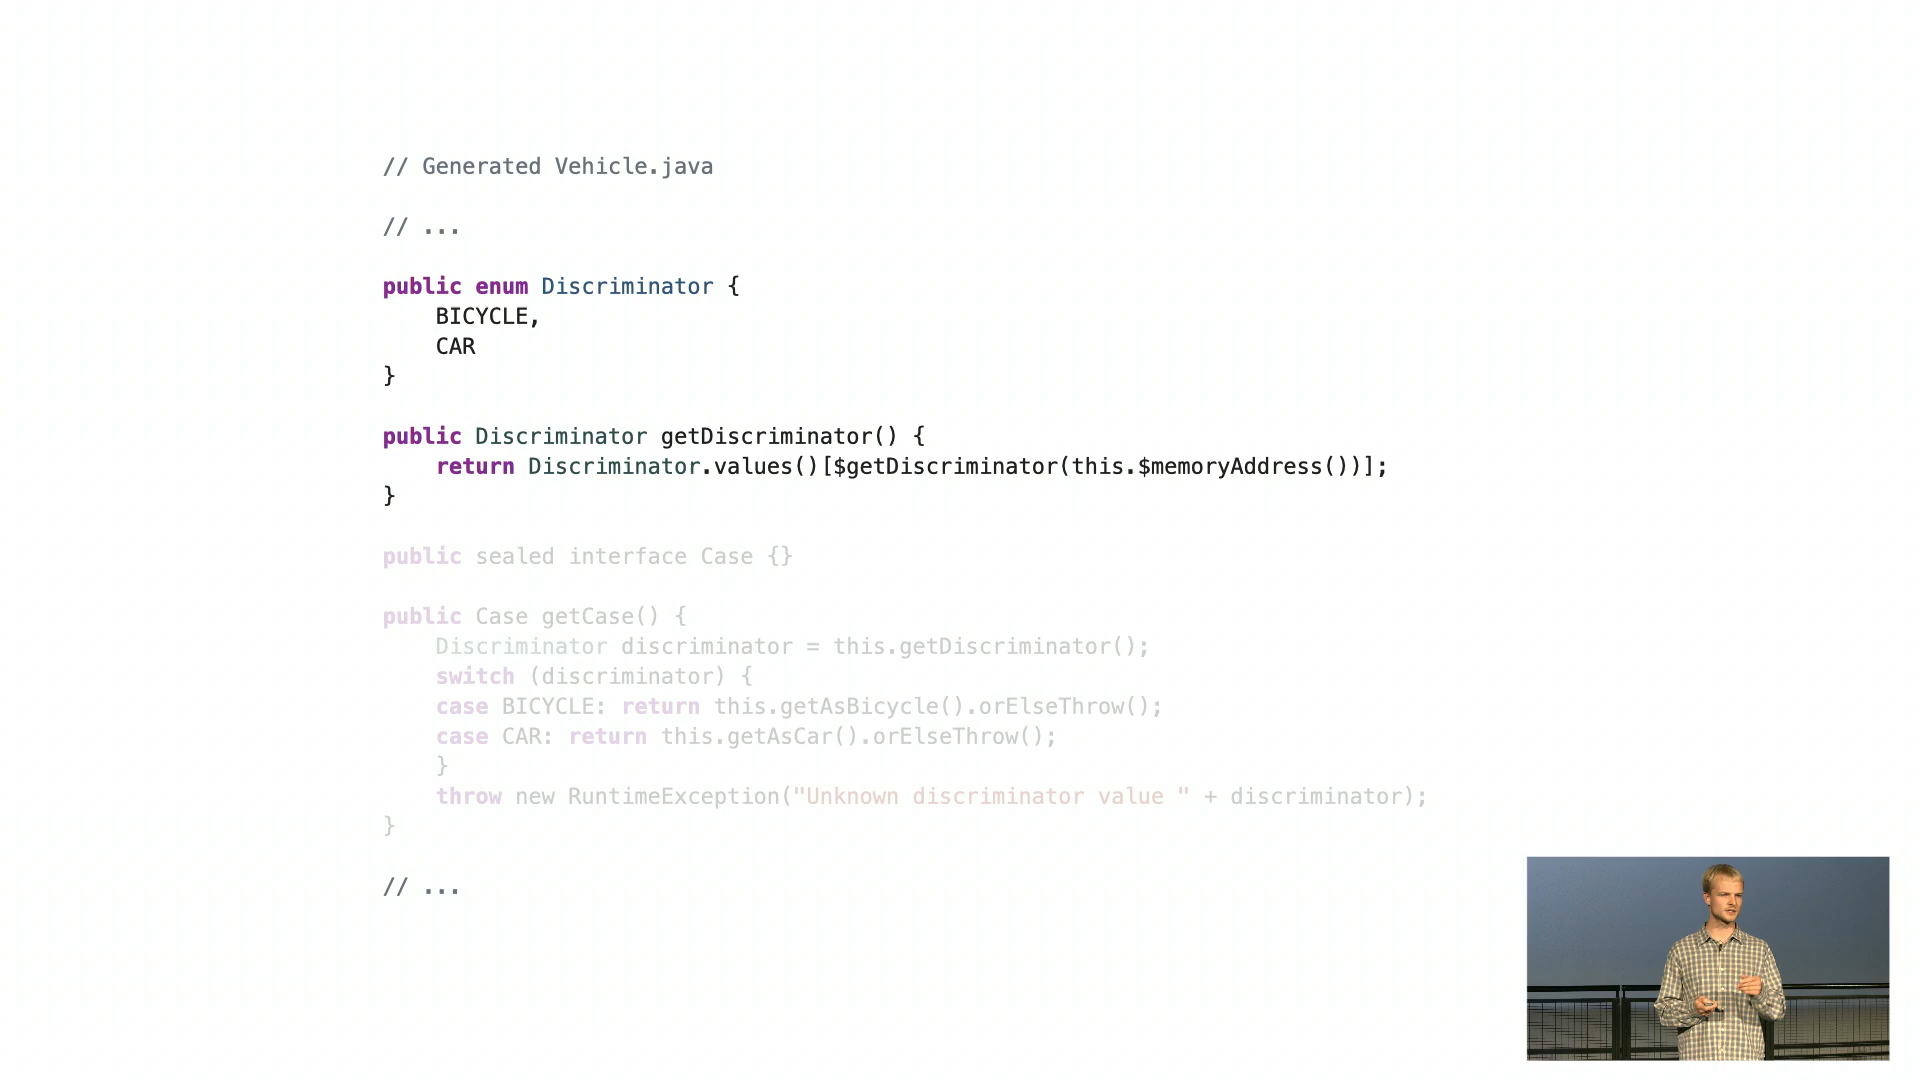 // Generated Vehicle.java
// ...
public enum Discriminator {
BICYCLE,
CAR
}
public Discriminator getDiscriminator() {
return Discriminator.values()[$getDiscriminator(this.$memoryAddress())];
}
public sealed interface Case {}
public Case getCase() {
Discriminator discriminator = this.getDiscriminator();
switch (discriminator) {
case BICYCLE: return this.getAsBicycle().orElseThrow();
case CAR: return this.getAsCar().orElseThrow();
}
throw new RuntimeException("Unknown discriminator value " + discriminator);
}
// ...